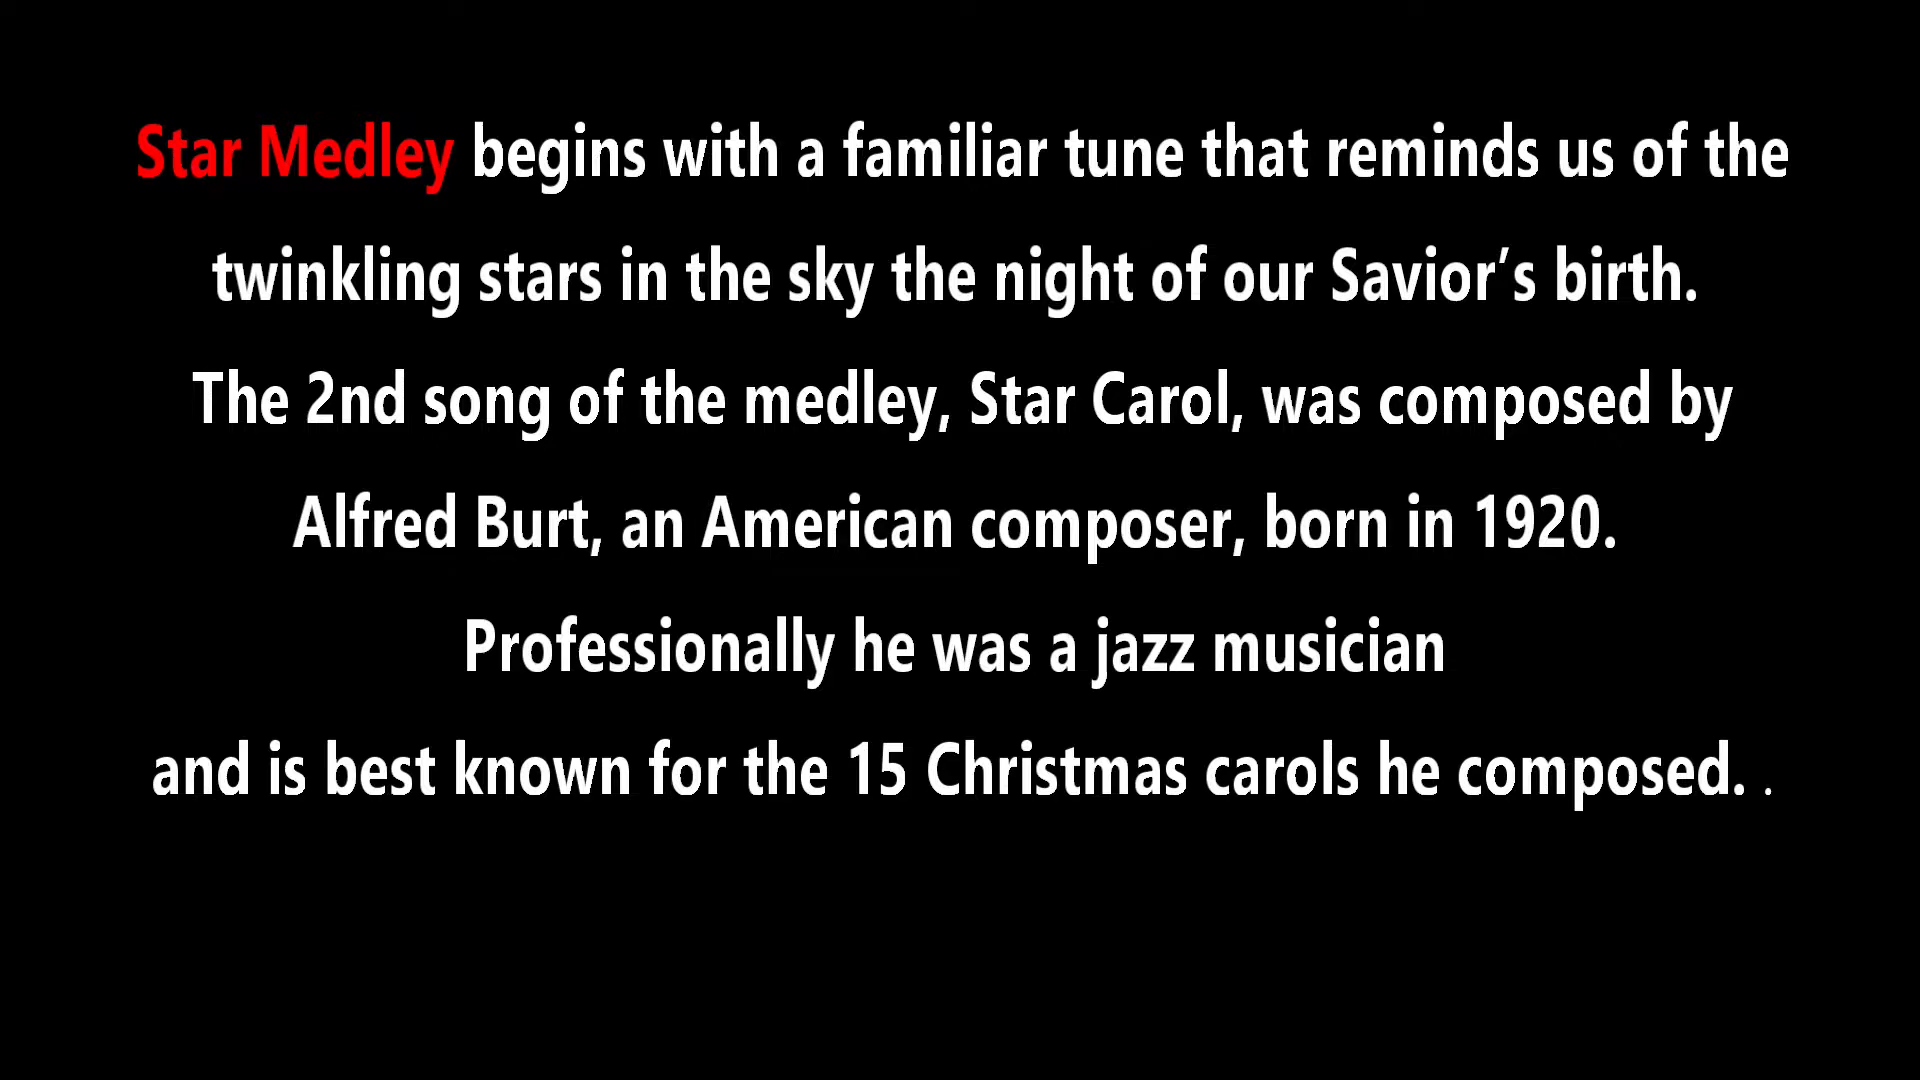 Star Medley begins with a familiar tune that reminds us of the
twinkling stars in the sky the night of our Savior’s birth.
The 2nd song of the medley, Star Carol, was composed by
Alfred Burt, an American composer, born in 1920.
Professionally he was a jazz musician
and is best known for the 15 Christmas carols he composed. .